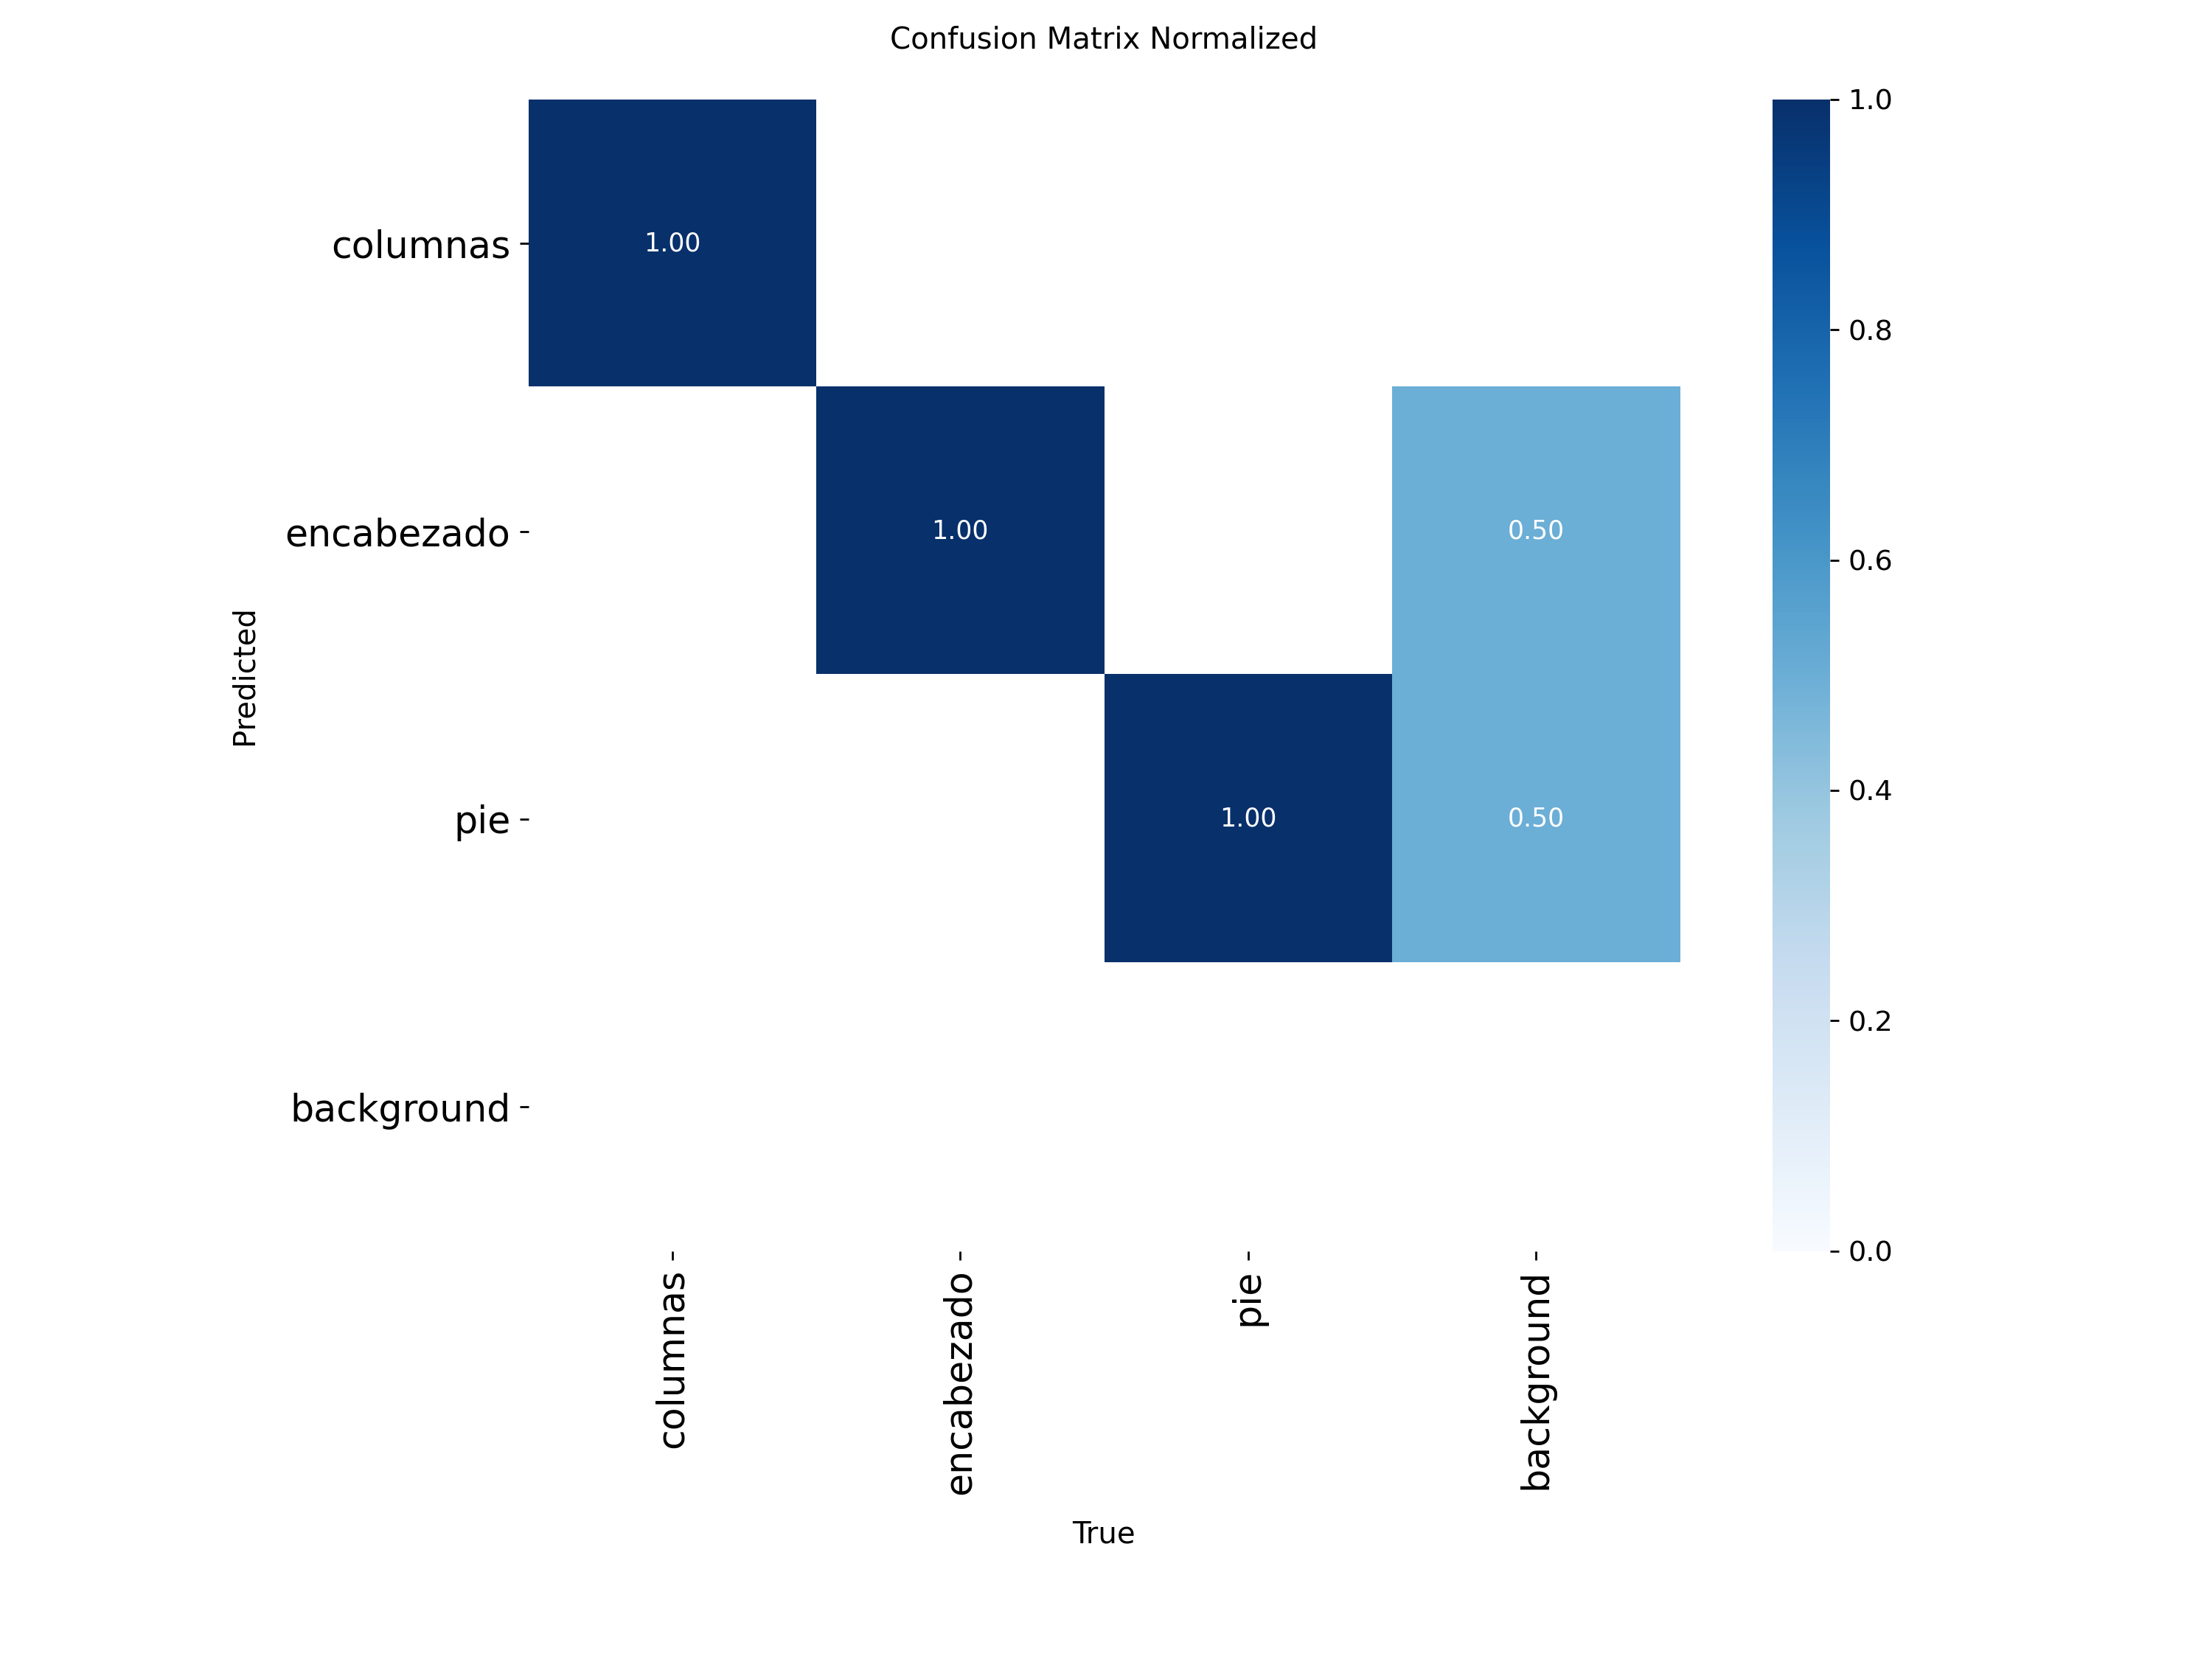 Confusion Matrix Normalized
1.0
columnas
1.00
0.8
encabezado
1.00
0.50
0.6
Predicted
pie
1.00
0.50
0.4
background
0.2
0.0
columnas
encabezado
pie
background
True